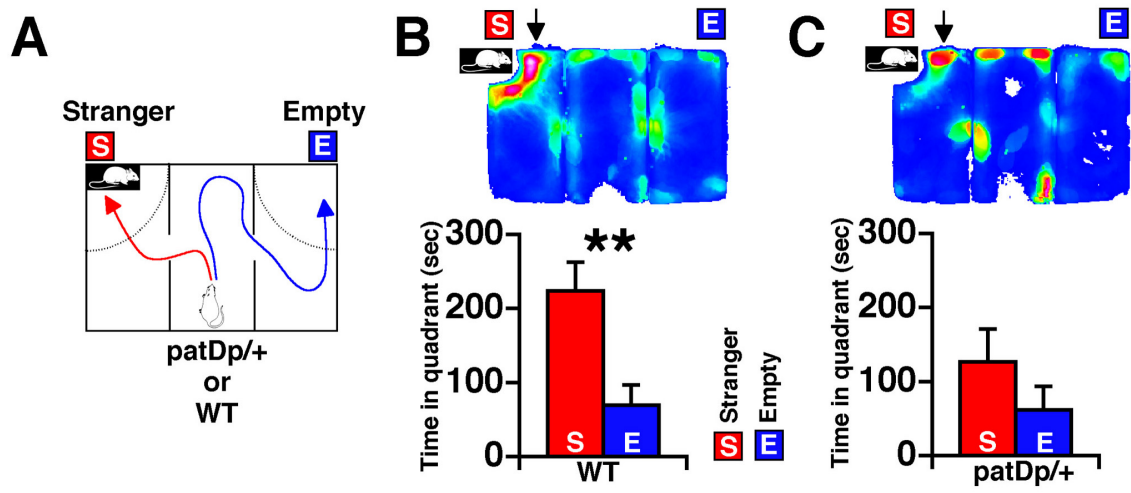 A
Stranger
Empty
S
E
patDp/+
or
WT
B
S
E
300
200
100
0
Time in quadrant (sec)
**
S
E
WT
S Stranger
E Empty
C
S
E
300
200
100
0
Time in quadrant (sec)
S
E
patDp/+